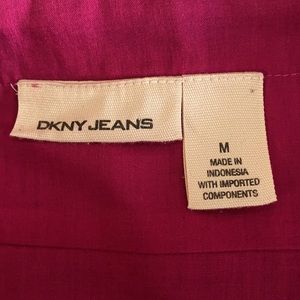 DKNY JEANS
M
MADE IN
INDONESIA
WITH IMPORTED
COMPONENTS